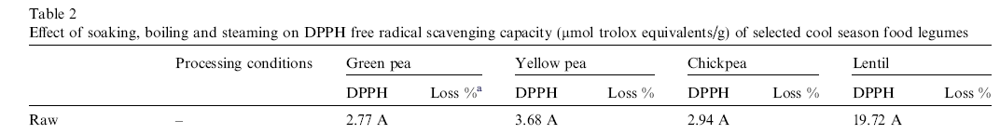 Table 2
Effect of soaking, boiling and steaming on DPPH free radical scavenging capacity (μmol trolox equivalents/g) of selected cool season food legumes
Processing conditions Green pea Yellow pea Chickpea Lentil
DPPH Loss %a DPPH Loss % DPPH Loss % DPPH Loss %
Raw – 2.77 A 3.68 A 2.94 A 19.72 A